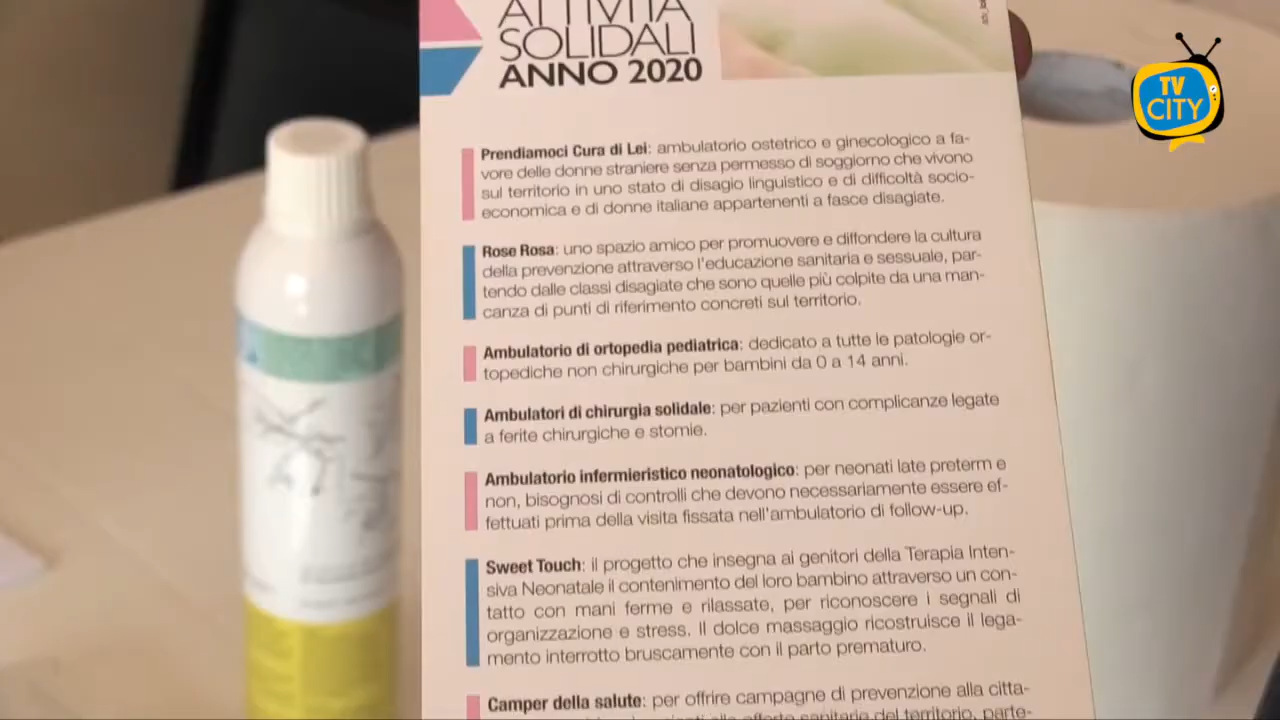 ATTIVITÀ
SOLIDALI
ANNO 2020
TV
CITY
Prendiamoci Cura di Lei: ambulatorio ostetrico e ginecologico a fa-
vore delle donne straniere senza permesso di soggiorno che vivono
sul territorio in uno stato di disagio linguistico e di difficoltà socio-
economica e di donne italiane appartenenti a fasce disagiate.
Rose Rosa: uno spazio amico per promuovere e diffondere la cultura
della prevenzione attraverso l'educazione sanitaria e sessuale, par-
tendo dalle classi disagiate che sono quelle più colpite da una man-
canza di punti di riferimento concreti sul territorio.
Ambulatorio di ortopedia pediatrica: dedicato a tutte le patologie or-
topediche non chirurgiche per bambini da 0 a 14 anni.
Ambulatori di chirurgia solidale: per pazienti con complicanze legate
a ferite chirurgiche e stomie.
Ambulatorio infermieristico neonatologico: per neonati late preterm e
non, bisognosi di controlli che devono necessariamente essere ef-
fettuati prima della visita fissata nell'ambulatorio di follow-up.
Sweet Touch: il progetto che insegna ai genitori della Terapia Inten-
siva Neonatale il contenimento del loro bambino attraverso un con-
tatto con mani ferme e rilassate, per riconoscere i segnali di
organizzazione e stress. Il dolce massaggio ricostruisce il lega-
mento interrotto bruscamente con il parto prematuro.
Camper della salute: per offrire campagne di prevenzione alla citta-
alle offerte sanitaria del territorio, parte-